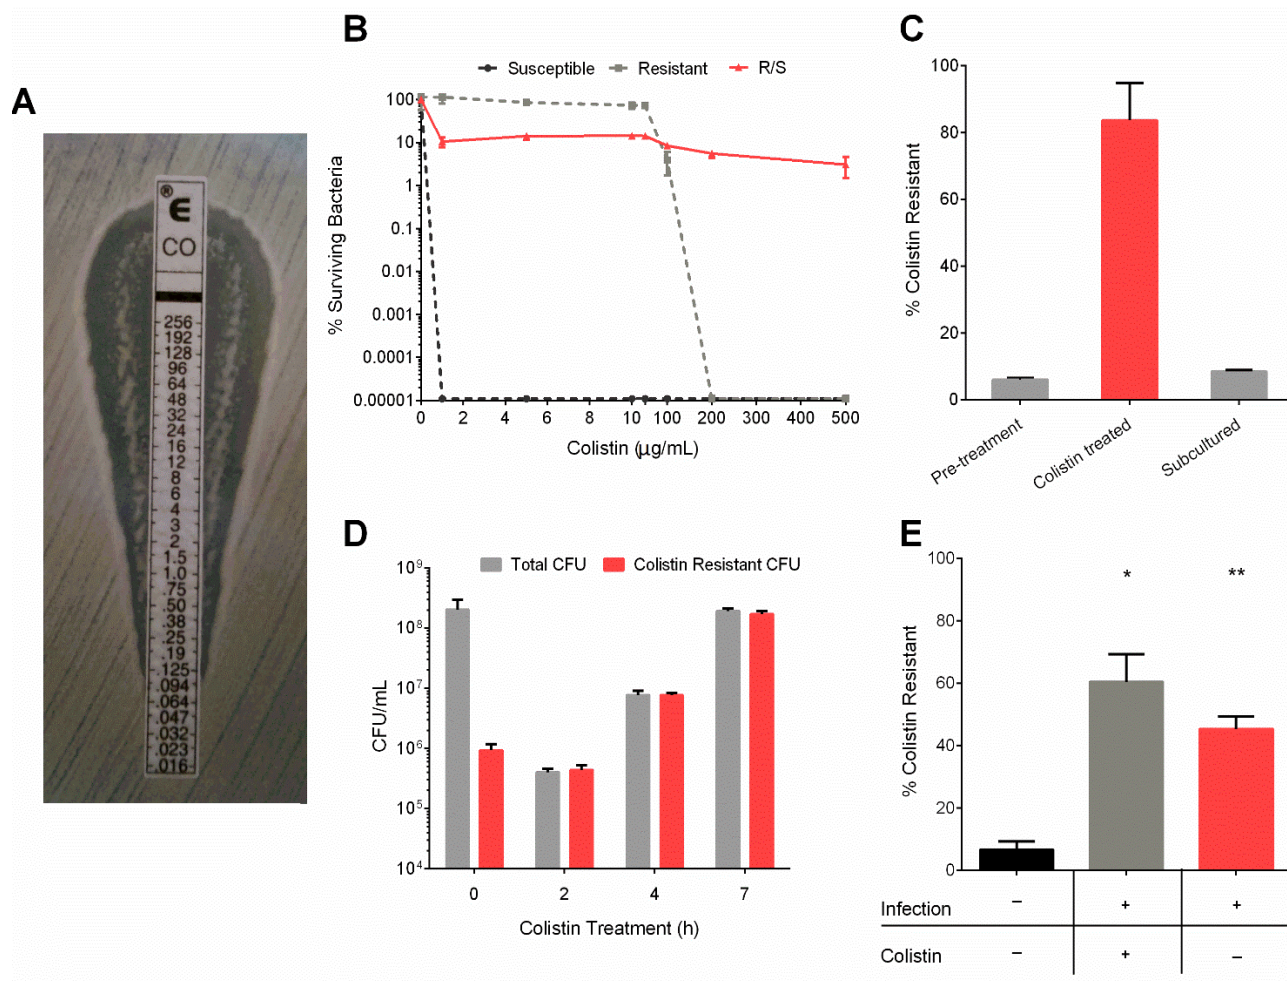 A
®
E
CO
256
192
128
96
64
48
32
24
16
12
8
6
4
3
2
1.5
1.0
.75
.50
.38
.25
.19
.125
.094
.064
.047
.032
.023
.016
B
Susceptible Resistant R/S
% Surviving Bacteria
100
10
1
0.1
0.01
0.001
0.0001
0.00001
0 2 4 6 8 10 100 200 300 400 500
Colistin (μg/mL)
C
% Colistin Resistant
100
80
60
40
20
0
Pre-treatment
Colistin treated
Subcultured
D
Total CFU Colistin Resistant CFU
CFU/mL
10⁹
10⁸
10⁷
10⁶
10⁵
10⁴
0 2 4 7
Colistin Treatment (h)
E
% Colistin Resistant
100
80
60
40
20
0
* **
Infection – + +
Colistin – + –